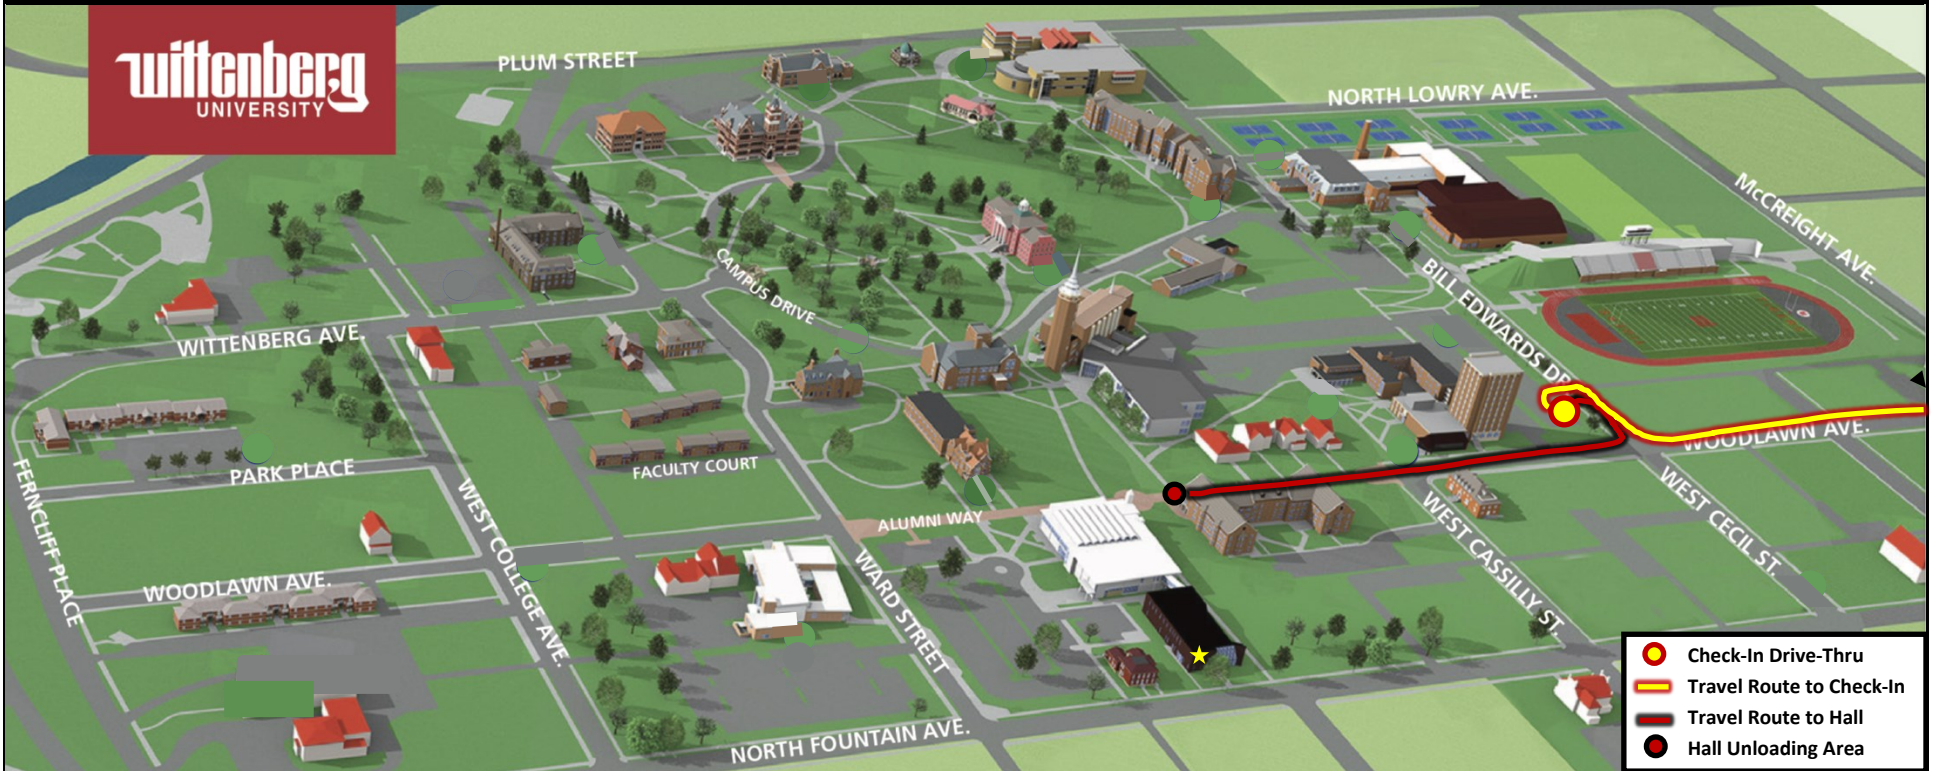 wittenberg
UNIVERSITY
PLUM STREET
NORTH LOWRY AVE.
McCREIGHT AVE.
CAMPUS DRIVE
BILL EDWARDS DR
WITTENBERG AVE.
WOODLAWN AVE.
FERNCLIFF PLACE
PARK PLACE
FACULTY COURT
WEST COLLEGE AVE.
ALUMNI WAY
WARD STREET
WEST CASSILLY ST.
WEST CECIL ST.
WOODLAWN AVE.
NORTH FOUNTAIN AVE.
Check-In Drive-Thru
Travel Route to Check-In
Travel Route to Hall
Hall Unloading Area